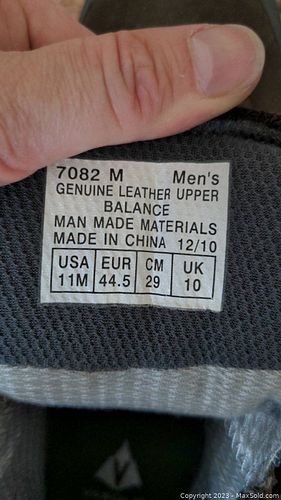 7082 M Men's
GENUINE LEATHER UPPER
BALANCE
MAN MADE MATERIALS
MADE IN CHINA 12/10
USA EUR CM UK
11M 44.5 29 10
Copyright 2023 - MaxSold.com